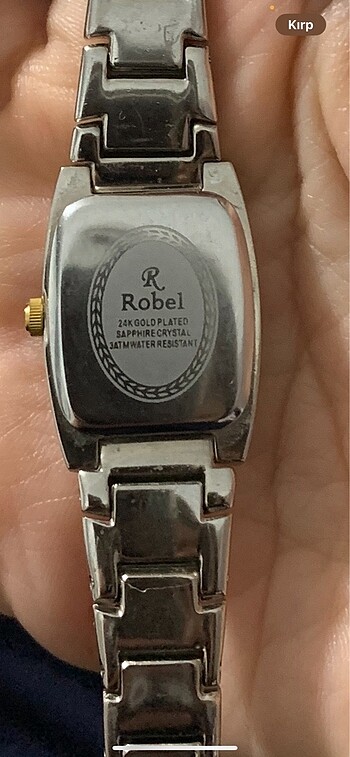 Kırp
R
Robel
24K GOLD PLATED
SAPPHIRE CRYSTAL
3ATM WATER RESISTANT